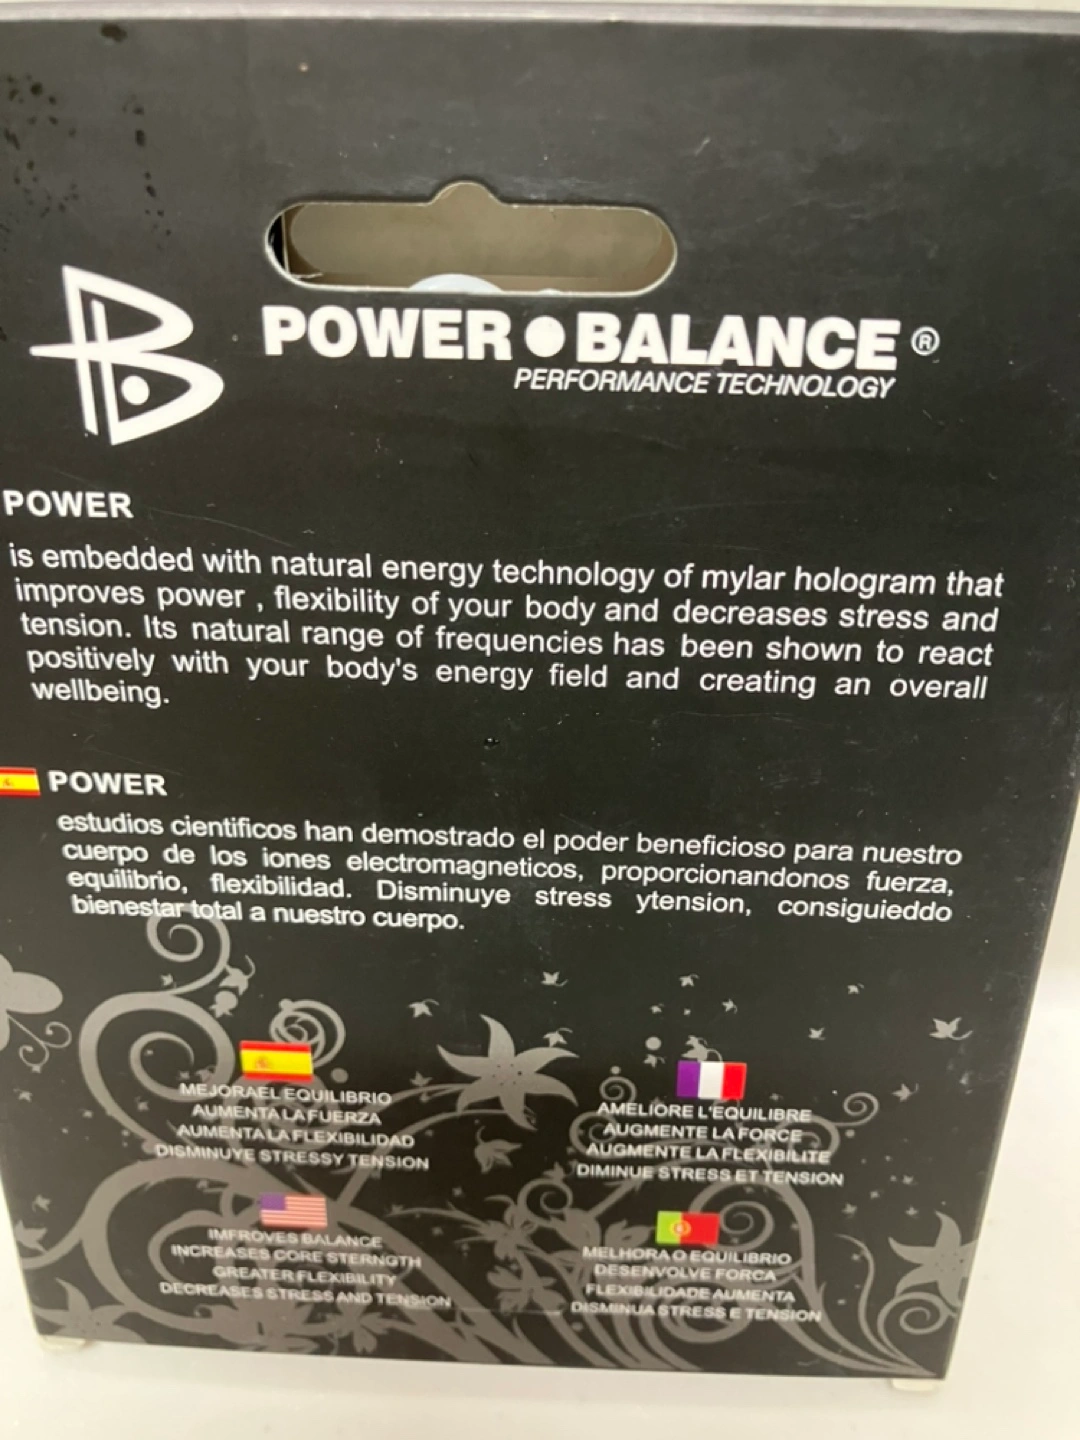 POWER ● BALANCE ®
PERFORMANCE TECHNOLOGY
POWER
is embedded with natural energy technology of mylar hologram that
improves power , flexibility of your body and decreases stress and
tension. Its natural range of frequencies has been shown to react
positively with your body's energy field and creating an overall
wellbeing.
POWER
estudios cientificos han demostrado el poder beneficioso para nuestro
cuerpo de los iones electromagneticos, proporcionandonos fuerza,
equilibrio, flexibilidad. Disminuye stress ytension, consiguieddo
bienestar total a nuestro cuerpo.
MEJORAEL EQUILIBRIO
AUMENTA LA FUERZA
AUMENTA LA FLEXIBILIDAD
DISMINUYE STRESSY TENSION
AMELIORE L'EQUILIBRE
AUGMENTE LA FORCE
AUGMENTE LA FLEXIBILITE
DIMINUE STRESS ET TENSION
IMPROVES BALANCE
INCREASES CORE STERNGTH
GREATER FLEXIBILITY
DECREASES STRESS AND TENSION
MELHORA O EQUILIBRIO
DESENVOLVE FORCA
FLEXIBILIDADE AUMENTA
DISMINUA STRESS E TENSION